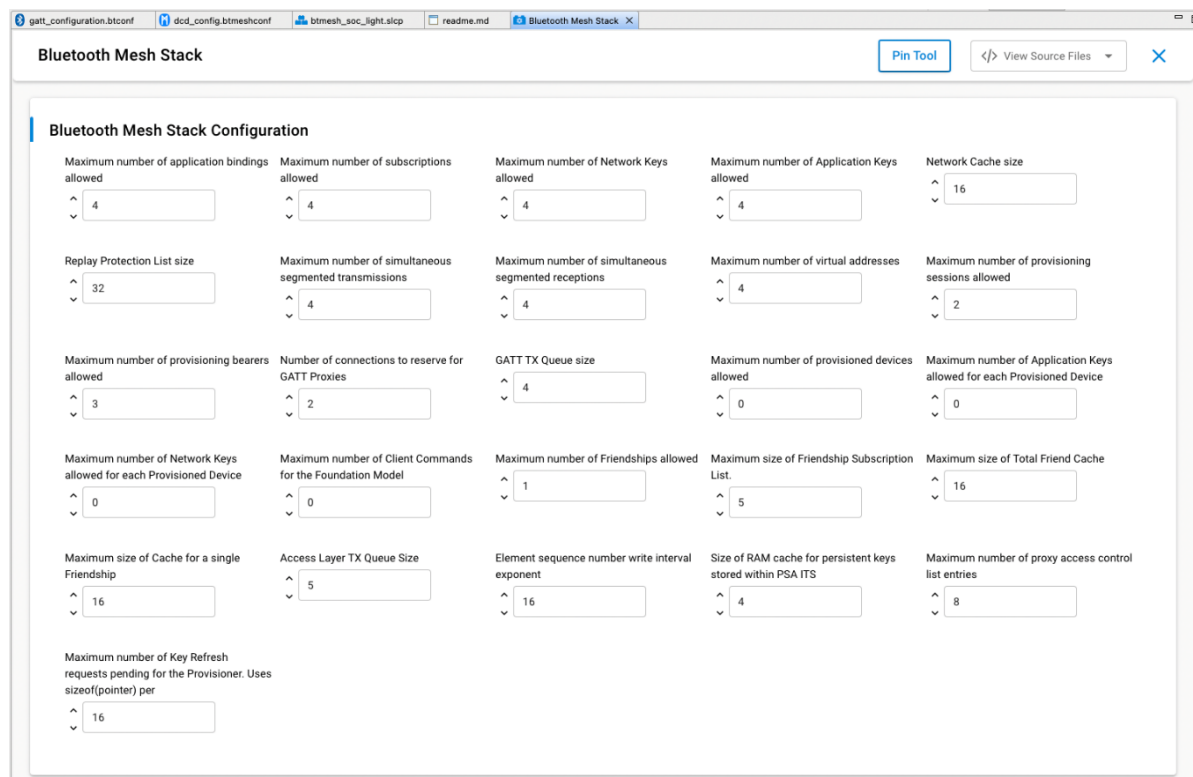 gatt_configuration.btconf
dcd_config.btmeshconf
btmesh_soc_light.slcp
readme.md
Bluetooth Mesh Stack
Bluetooth Mesh Stack
Pin Tool
View Source Files
Bluetooth Mesh Stack Configuration
Maximum number of application bindings
allowed
4
Maximum number of subscriptions
allowed
4
Maximum number of Network Keys
allowed
4
Maximum number of Application Keys
allowed
4
Network Cache size
16
Replay Protection List size
32
Maximum number of simultaneous
segmented transmissions
4
Maximum number of simultaneous
segmented receptions
4
Maximum number of virtual addresses
4
Maximum number of provisioning
sessions allowed
2
Maximum number of provisioning bearers
allowed
3
Number of connections to reserve for
GATT Proxies
2
GATT TX Queue size
4
Maximum number of provisioned devices
allowed
0
Maximum number of Application Keys
allowed for each Provisioned Device
0
Maximum number of Network Keys
allowed for each Provisioned Device
0
Maximum number of Client Commands
for the Foundation Model
0
Maximum number of Friendships allowed
1
Maximum size of Friendship Subscription
List.
5
Maximum size of Total Friend Cache
16
Maximum size of Cache for a single
Friendship
16
Access Layer TX Queue Size
5
Element sequence number write interval
exponent
16
Size of RAM cache for persistent keys
stored within PSA ITS
4
Maximum number of proxy access control
list entries
8
Maximum number of Key Refresh
requests pending for the Provisioner. Uses
sizeof(pointer) per
16